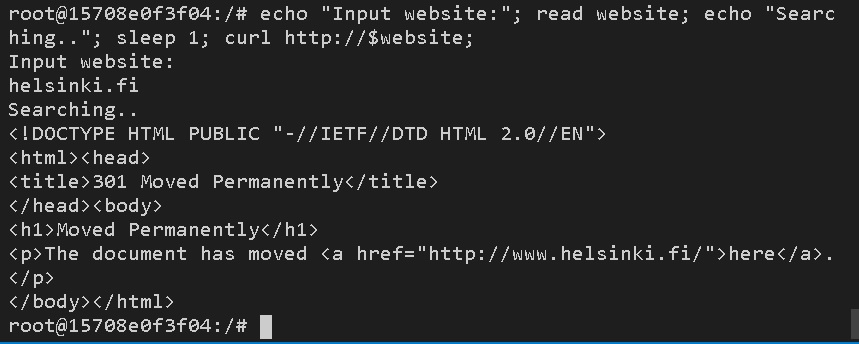 root@15708e0f3f04:/# echo "Input website:"; read website; echo "Searc
hing.."; sleep 1; curl http://$website;
Input website:
helsinki.fi
Searching..
<!DOCTYPE HTML PUBLIC "-//IETF//DTD HTML 2.0//EN">
<html><head>
<title>301 Moved Permanently</title>
</head><body>
<h1>Moved Permanently</h1>
<p>The document has moved <a href="http://www.helsinki.fi/">here</a>.
</p>
</body></html>
root@15708e0f3f04:/#